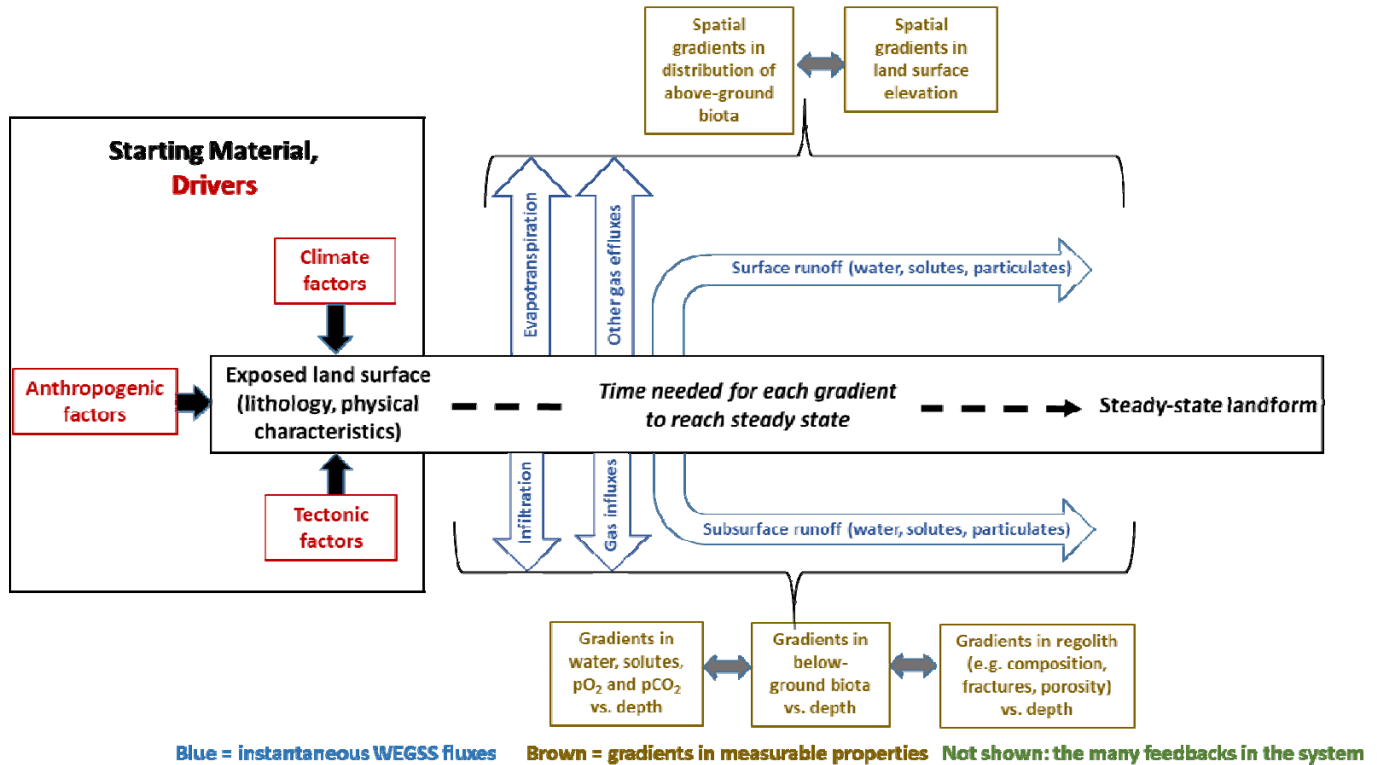 Spatial
gradients in
distribution of
above-ground
biota
Spatial
gradients in
land surface
elevation
Starting Material,
Drivers
Climate
factors
Evapotranspiration
Other gas effluxes
Surface runoff (water, solutes, particulates)
Anthropogenic
factors
Exposed land surface
(lithology, physical
characteristics)
Time needed for each gradient
to reach steady state
Steady-state landform
Tectonic
factors
Infiltration
Gas influxes
Subsurface runoff (water, solutes, particulates)
Gradients in
water, solutes,
pO₂ and pCO₂
vs. depth
Gradients in
below-
ground biota
vs. depth
Gradients in regolith
(e.g. composition,
fractures, porosity)
vs. depth
Blue = instantaneous WEGSS fluxes
Brown = gradients in measurable properties
Not shown: the many feedbacks in the system